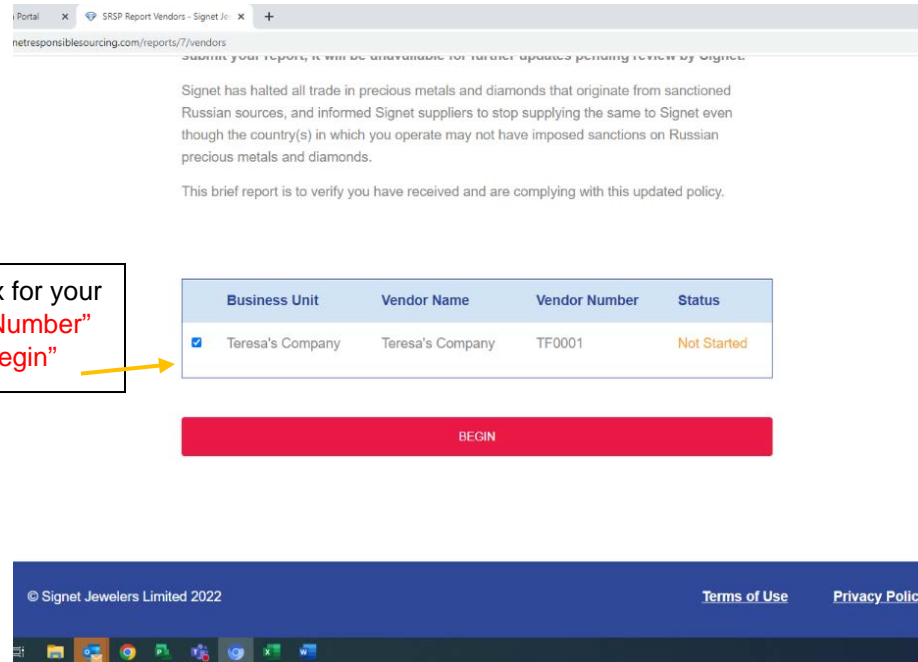 Portal
SRSP Report Vendors - Signet Je
netresponsiblesourcing.com/reports/7/vendors
submit your report, it will be unavailable for further updates pending review by Signet.
Signet has halted all trade in precious metals and diamonds that originate from sanctioned
Russian sources, and informed Signet suppliers to stop supplying the same to Signet even
though the country(s) in which you operate may not have imposed sanctions on Russian
precious metals and diamonds.
This brief report is to verify you have received and are complying with this updated policy.
x for your
Number”
egin”
Business Unit Vendor Name Vendor Number Status
Teresa's Company Teresa's Company TF0001 Not Started
BEGIN
© Signet Jewelers Limited 2022 Terms of Use Privacy Polic